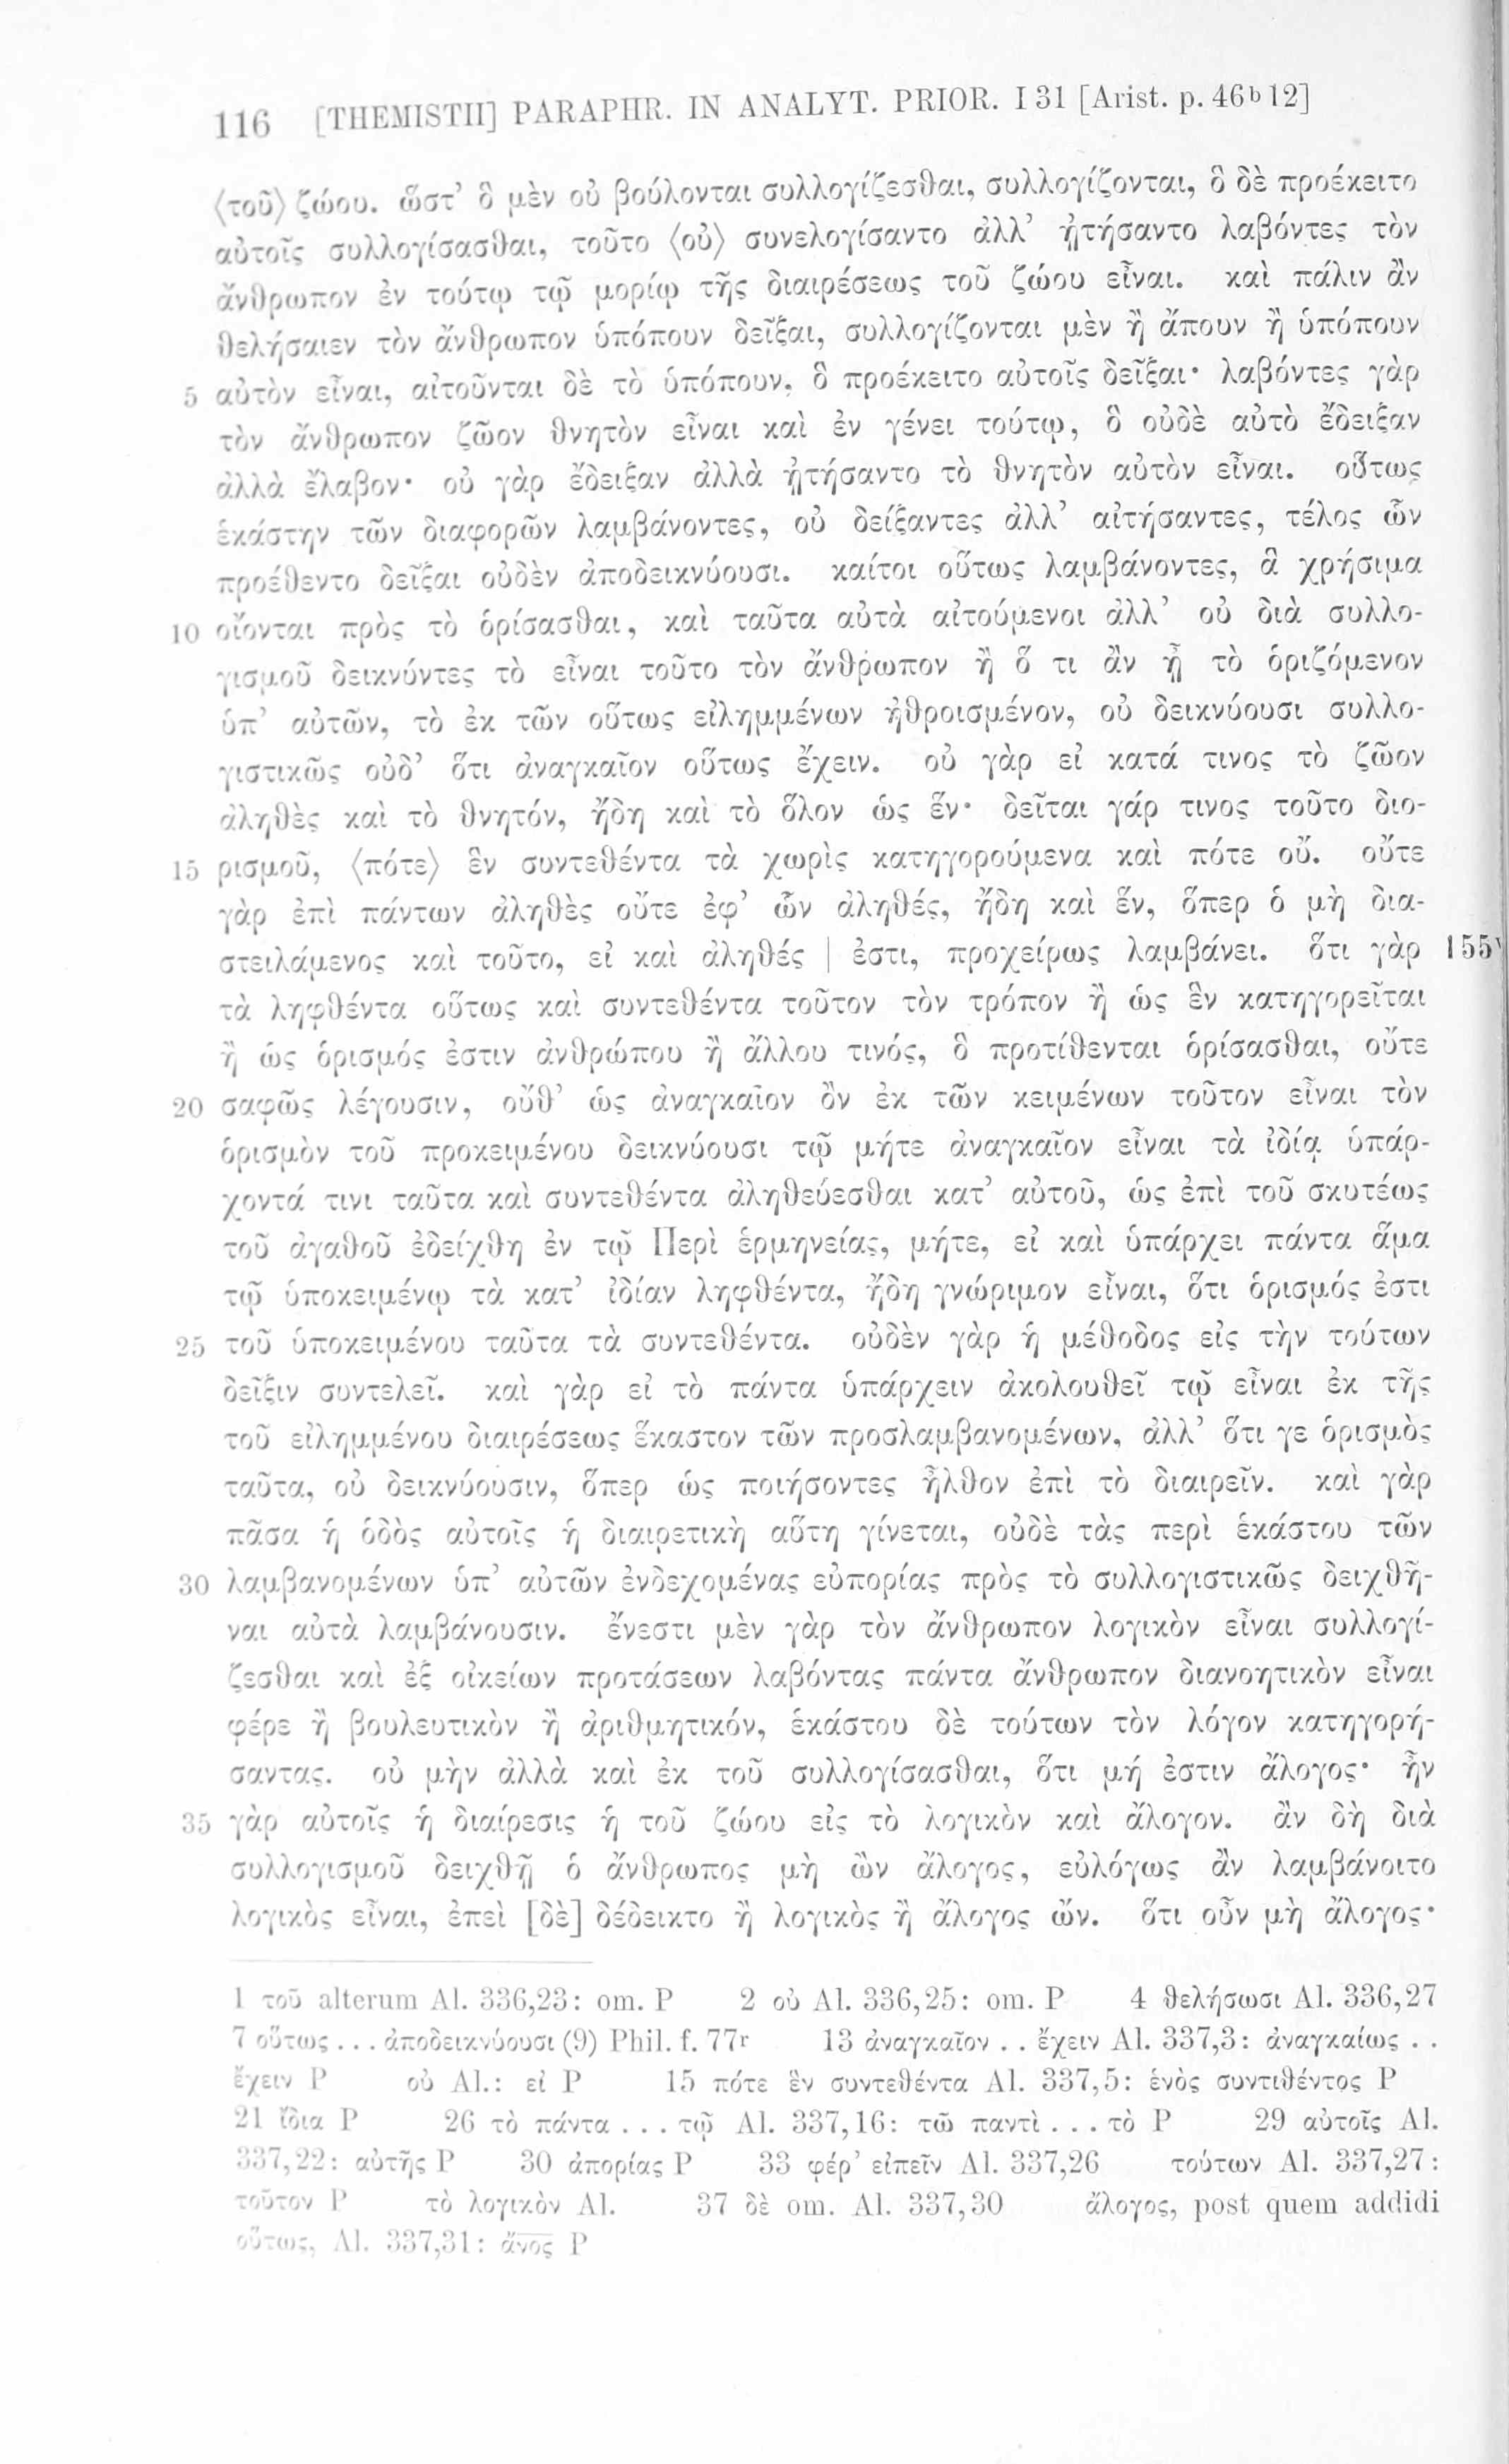 116 [THEMISTII] PARAPHR. IN ANALYT. PRIOR. I 31 [Arist. p. 46b12]
⟨τοῦ⟩ ζώου. ὥστ’ ὃ μὲν οὐ βούλονται συλλογίζεσθαι, συλλογίζονται, ὃ δὲ προέκειτο
αὐτοῖς συλλογίσασθαι, τοῦτο ⟨οὐ⟩ συνελογίσαντο ἀλλ’ ᾐτήσαντο λαβόντες τὸν
ἄνθρωπον ἐν τούτῳ τῷ μορίῳ τῆς διαιρέσεως τοῦ ζώου εἶναι. καὶ πάλιν ἂν
θελήσαιεν τὸν ἄνθρωπον ὑπόπουν δεῖξαι, συλλογίζονται μὲν ἢ ἄπουν ἢ ὑπόπουν
5 αὐτὸν εἶναι, αἰτοῦνται δὲ τὸ ὑπόπουν, ὃ προέκειτο αὐτοῖς δεῖξαι· λαβόντες γὰρ
τὸν ἄνθρωπον ζῶον θνητὸν εἶναι καὶ ἐν γένει τούτῳ, ὃ οὐδὲ αὐτὸ ἔδειξαν
ἀλλὰ ἔλαβον· οὐ γὰρ ἔδειξαν ἀλλὰ ᾐτήσαντο τὸ θνητὸν αὐτὸν εἶναι. οὕτως
ἑκάστην τῶν διαφορῶν λαμβάνοντες, οὐ δείξαντες ἀλλ’ αἰτήσαντες, τέλος ὧν
προέθεντο δεῖξαι οὐδὲν ἀποδεικνύουσι. καίτοι οὕτως λαμβάνοντες, ἃ χρήσιμα
10 οἴονται πρὸς τὸ ὁρίσασθαι, καὶ ταῦτα αὐτὰ αἰτούμενοι ἀλλ’ οὐ διὰ συλλο-
γισμοῦ δεικνύντες τὸ εἶναι τοῦτο τὸν ἄνθρωπον ἢ ὅ τι ἂν ᾖ τὸ ὁριζόμενον
ὑπ’ αὐτῶν, τὸ ἐκ τῶν οὕτως εἰλημμένων ἠθροισμένον, οὐ δεικνύουσι συλλο-
γιστικῶς οὐδ’ ὅτι ἀναγκαῖον οὕτως ἔχειν. οὐ γὰρ εἰ κατά τινος τὸ ζῶον
ἀληθὲς καὶ τὸ θνητόν, ἤδη καὶ τὸ ὅλον ὡς ἕν· δεῖται γάρ τινος τοῦτο διο-
15 ρισμοῦ, ⟨πότε⟩ ἓν συντεθέντα τὰ χωρὶς κατηγορούμενα καὶ πότε οὔ. οὔτε
γὰρ ἐπὶ πάντων ἀληθὲς οὔτε ἐφ’ ὧν ἀληθές, ἤδη καὶ ἕν, ὅπερ ὁ μὴ δια-
στειλάμενος καὶ τοῦτο, εἰ καὶ ἀληθές | ἐστι, προχείρως λαμβάνει. ὅτι γὰρ 155v
τὰ ληφθέντα οὕτως καὶ συντεθέντα τοῦτον τὸν τρόπον ἢ ὡς ἓν κατηγορεῖται
ἢ ὡς ὁρισμός ἐστιν ἀνθρώπου ἢ ἄλλου τινός, ὃ προτίθενται ὁρίσασθαι, οὔτε
20 σαφῶς λέγουσιν, οὔθ’ ὡς ἀναγκαῖον ὂν ἐκ τῶν κειμένων τοῦτον εἶναι τὸν
ὁρισμὸν τοῦ προκειμένου δεικνύουσι τῷ μήτε ἀναγκαῖον εἶναι τὰ ἰδίᾳ ὑπάρ-
χοντά τινι ταῦτα καὶ συντεθέντα ἀληθεύεσθαι κατ’ αὐτοῦ, ὡς ἐπὶ τοῦ σκυτέως
τοῦ ἀγαθοῦ ἐδείχθη ἐν τῷ Περὶ ἑρμηνείας, μήτε, εἰ καὶ ὑπάρχει πάντα ἅμα
τῷ ὑποκειμένῳ τὰ κατ’ ἰδίαν ληφθέντα, ἤδη γνώριμον εἶναι, ὅτι ὁρισμός ἐστι
25 τοῦ ὑποκειμένου ταῦτα τὰ συντεθέντα. οὐδὲν γὰρ ἡ μέθοδος εἰς τὴν τούτων
δεῖξιν συντελεῖ. καὶ γὰρ εἰ τὸ πάντα ὑπάρχειν ἀκολουθεῖ τῷ εἶναι ἐκ τῆς
τοῦ εἰλημμένου διαιρέσεως ἕκαστον τῶν προσλαμβανομένων, ἀλλ’ ὅτι γε ὁρισμὸς
ταῦτα, οὐ δεικνύουσιν, ὅπερ ὡς ποιήσοντες ἦλθον ἐπὶ τὸ διαιρεῖν. καὶ γὰρ
πᾶσα ἡ ὁδὸς αὐτοῖς ἡ διαιρετικὴ αὕτη γίνεται, οὐδὲ τὰς περὶ ἑκάστου τῶν
30 λαμβανομένων ὑπ’ αὐτῶν ἐνδεχομένας εὐπορίας πρὸς τὸ συλλογιστικῶς δειχθῆ-
ναι αὐτὰ λαμβάνουσιν. ἔνεστι μὲν γὰρ τὸν ἄνθρωπον λογικὸν εἶναι συλλογί-
ζεσθαι καὶ ἐξ οἰκείων προτάσεων λαβόντας πάντα ἄνθρωπον διανοητικὸν εἶναι
φέρε ἢ βουλευτικὸν ἢ ἀριθμητικόν, ἑκάστου δὲ τούτων τὸν λόγον κατηγορή-
σαντας. οὐ μὴν ἀλλὰ καὶ ἐκ τοῦ συλλογίσασθαι, ὅτι μή ἐστιν ἄλογος· ἦν
35 γὰρ αὐτοῖς ἡ διαίρεσις ἡ τοῦ ζώου εἰς τὸ λογικὸν καὶ ἄλογον. ἂν δὴ διὰ
συλλογισμοῦ δειχθῇ ὁ ἄνθρωπος μὴ ὢν ἄλογος, εὐλόγως ἂν λαμβάνοιτο
λογικὸς εἶναι, ἐπεὶ [δὲ] δέδεικτο ἢ λογικὸς ἢ ἄλογος ὤν. ὅτι οὖν μὴ ἄλογος·
1 τοῦ alterum Al. 336,23: om. P 2 οὐ Al. 336,25: om. P 4 θελήσωσι Al. 336,27
7 οὕτως ... ἀποδεικνύουσι (9) Phil. f. 77r 13 ἀναγκαῖον .. ἔχειν Al. 337,3: ἀναγκαίως ..
ἔχειν P οὐ Al.: εἰ P 15 πότε ἓν συντεθέντα Al. 337,5: ἑνὸς συντιθέντος P
21 ἴδια P 26 τὸ πάντα ... τῷ Al. 337,16: τῶ παντὶ ... τὸ P 29 αὐτοῖς Al.
337,22: αὐτῆς P 30 ἀπορίας P 33 φέρ’ εἰπεῖν Al. 337,26 τούτων Al. 337,27:
τοῦτον P τὸ λογικὸν Al. 37 δὲ om. Al. 337,30 ἄλογος, post quem addidi
οὕτως, Al. 337,31: ἄνος P